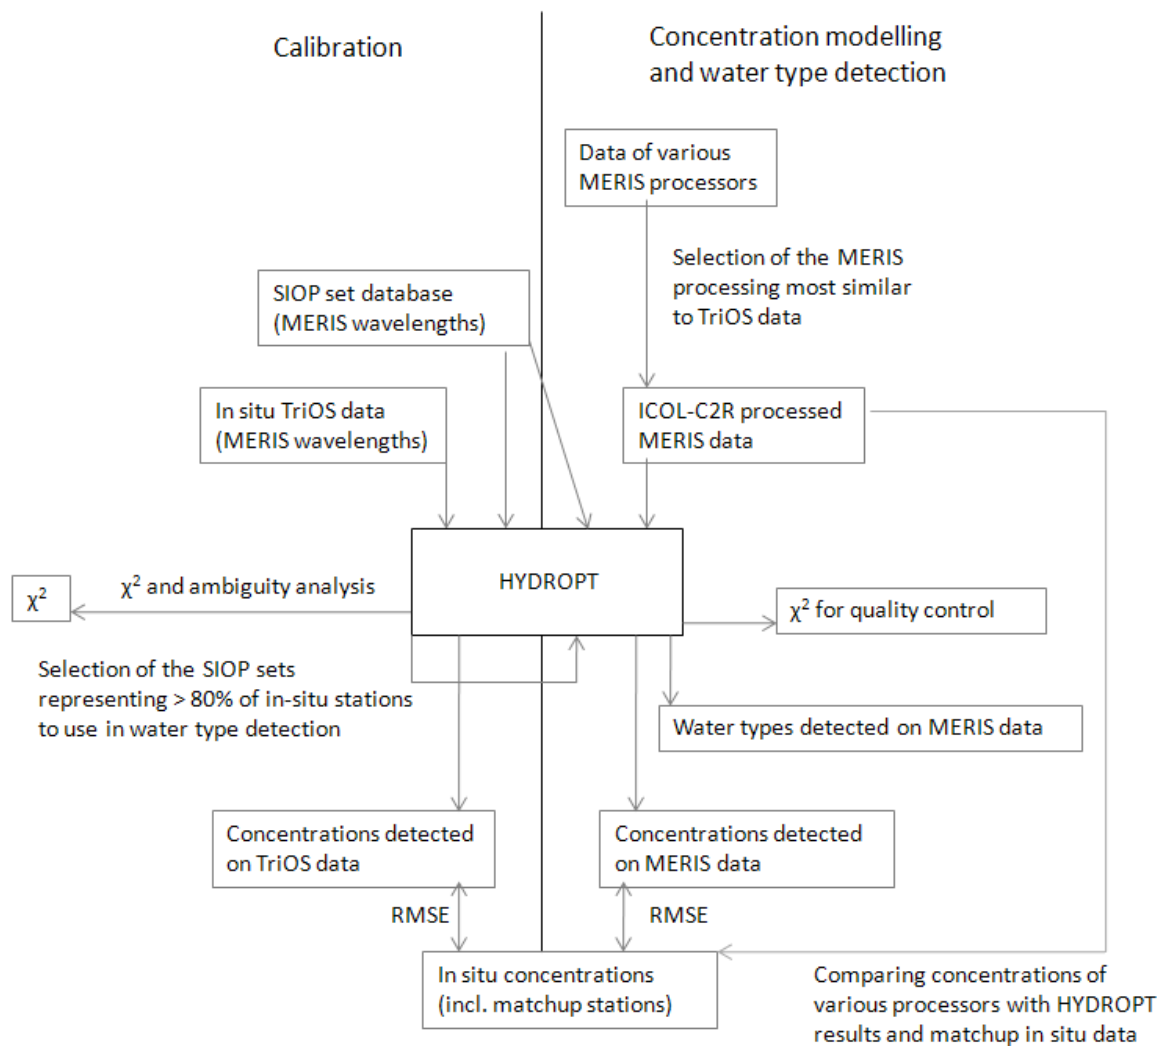 Calibration
Concentration modelling
and water type detection
Data of various
MERIS processors
Selection of the MERIS
processing most similar
to TriOS data
SIOP set database
(MERIS wavelengths)
In situ TriOS data
(MERIS wavelengths)
ICOL-C2R processed
MERIS data
HYDROPT
χ²
χ² and ambiguity analysis
χ² for quality control
Selection of the SIOP sets
representing > 80% of in-situ stations
to use in water type detection
Water types detected on MERIS data
Concentrations detected
on TriOS data
Concentrations detected
on MERIS data
RMSE
RMSE
In situ concentrations
(incl. matchup stations)
Comparing concentrations of
various processors with HYDROPT
results and matchup in situ data